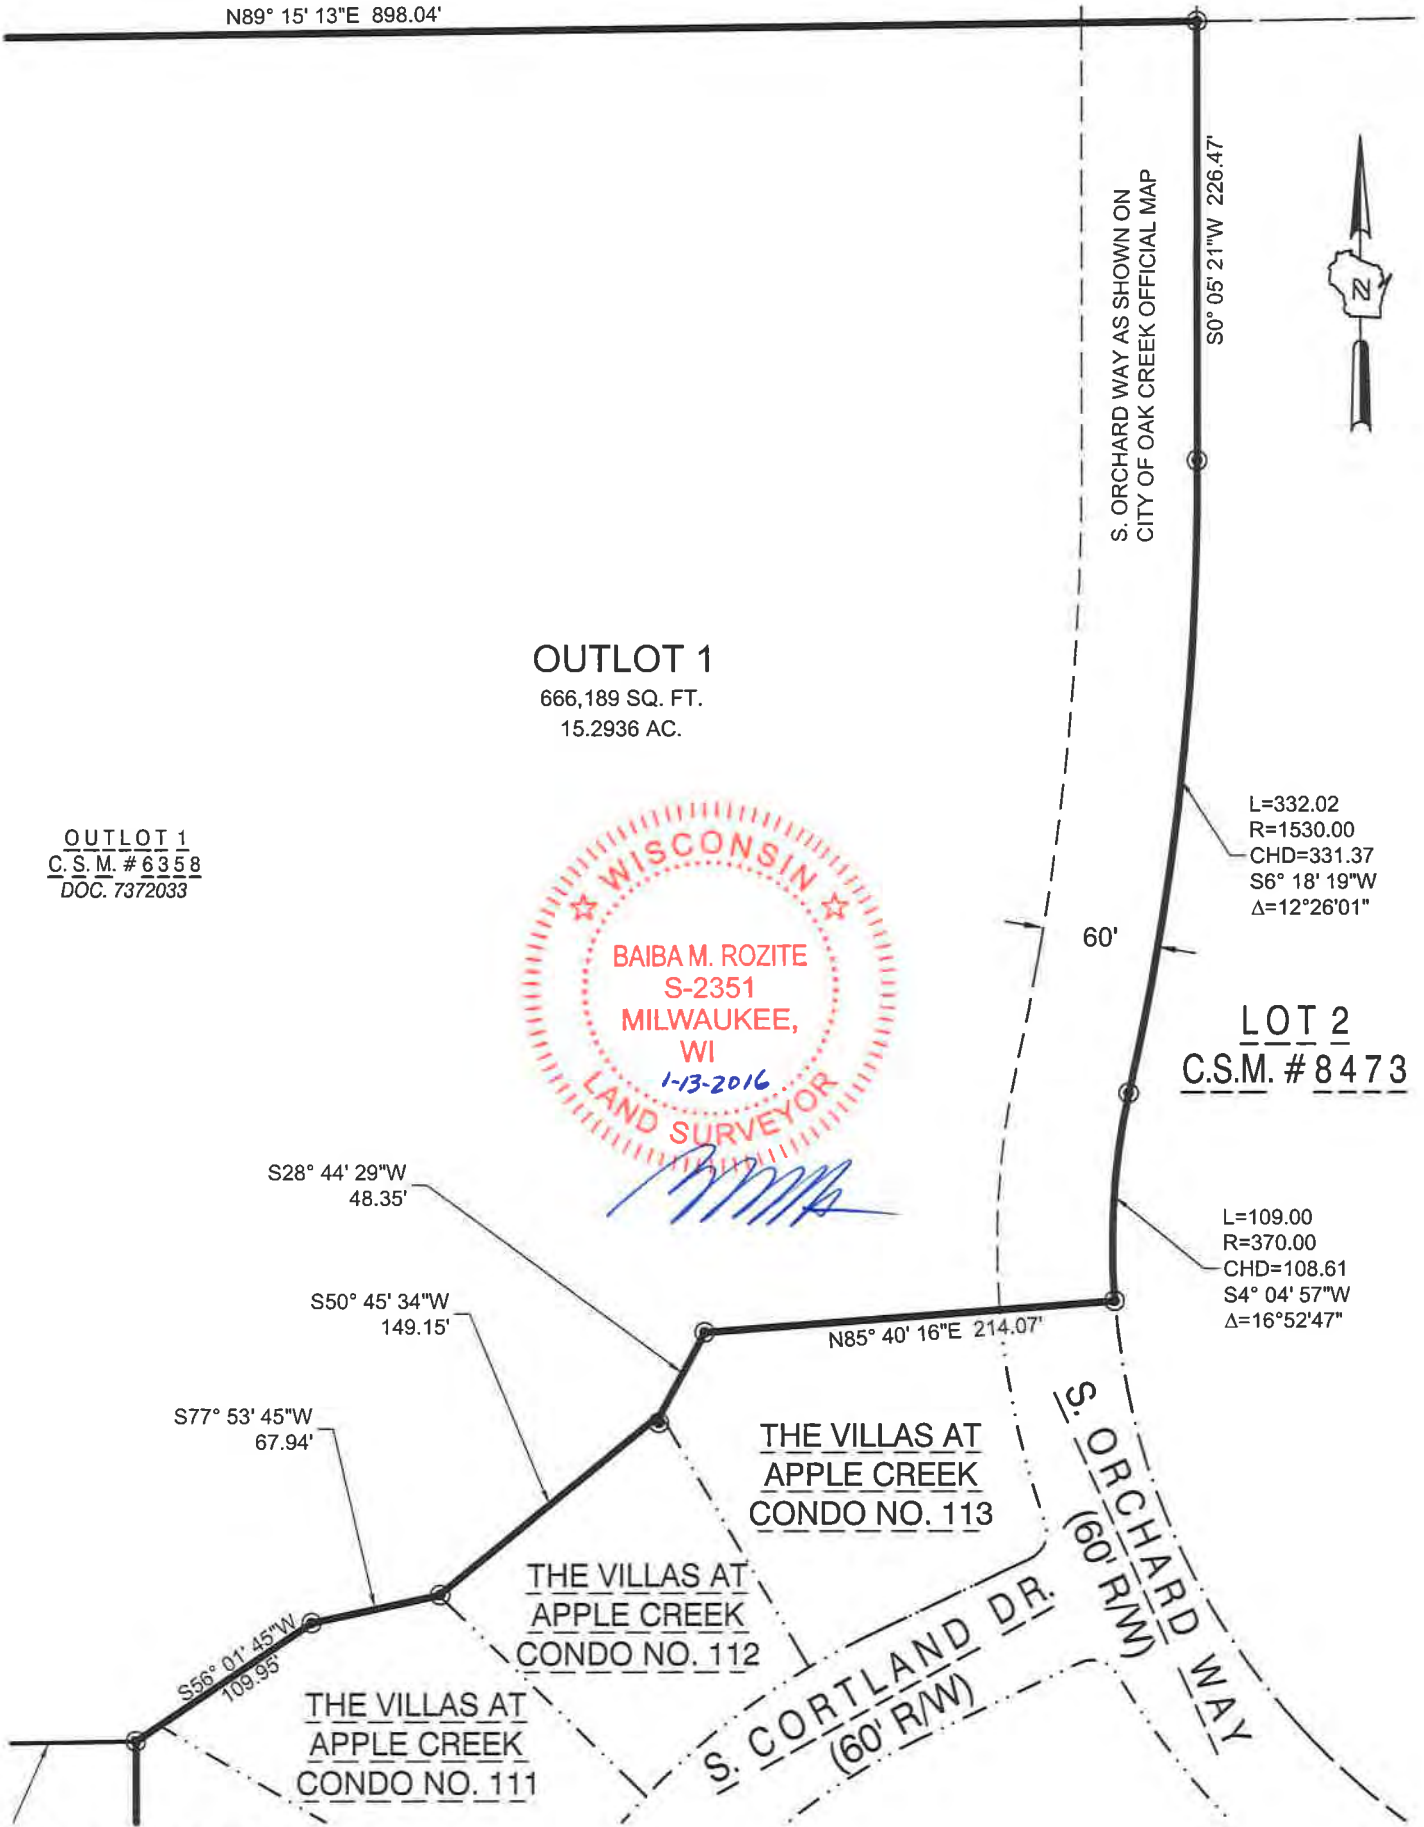 N89° 15' 13"E 898.04'
S. ORCHARD WAY AS SHOWN ON
CITY OF OAK CREEK OFFICIAL MAP
S0° 05' 21"W 226.47'
N
OUTLOT 1
666,189 SQ. FT.
15.2936 AC.
OUTLOT 1
C.S.M. # 6358
DOC. 7372033
L=332.02
R=1530.00
CHD=331.37
S6° 18' 19"W
Δ=12°26'01"
60'
WISCONSIN
BAIBA M. ROZITE
S-2351
MILWAUKEE,
WI
1-13-2016
LAND SURVEYOR
LOT 2
C.S.M. # 8473
S28° 44' 29"W
48.35'
L=109.00
R=370.00
CHD=108.61
S4° 04' 57"W
Δ=16°52'47"
S50° 45' 34"W
149.15'
N85° 40' 16"E 214.07'
S77° 53' 45"W
67.94'
THE VILLAS AT
APPLE CREEK
CONDO NO. 113
S. ORCHARD WAY
(60' R/W)
THE VILLAS AT
APPLE CREEK
CONDO NO. 112
S. CORTLAND DR.
(60' R/W)
S56° 01' 45"W
109.95'
THE VILLAS AT
APPLE CREEK
CONDO NO. 111